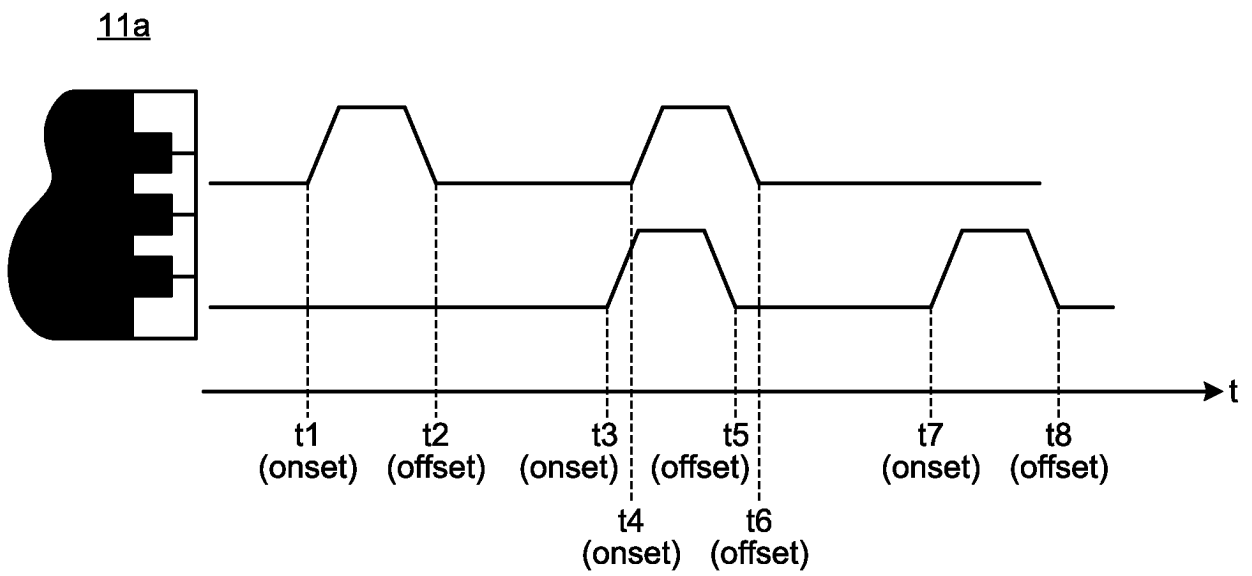 11a
t
t1 t2 t3 t5 t7 t8
(onset) (offset) (onset) (offset) (onset) (offset)
t4 t6
(onset) (offset)